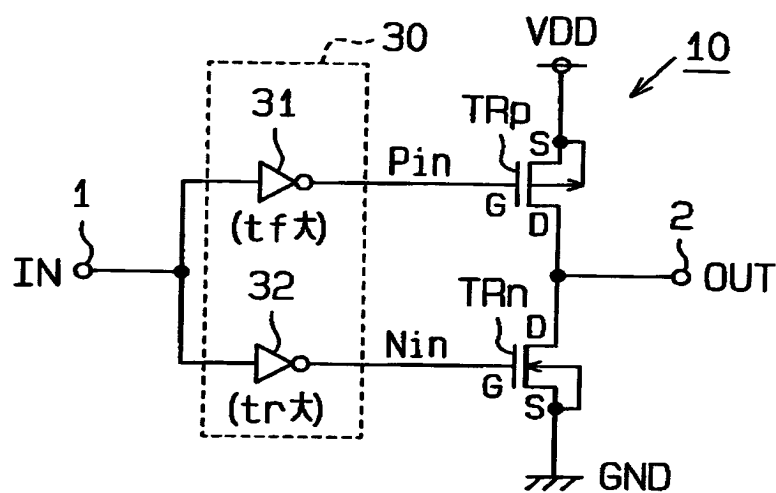 30
VDD
10
31
TRp
S
Pin
G
D
(tf大)
1
IN
2
OUT
32
TRn
D
Nin
G
S
(tr大)
GND